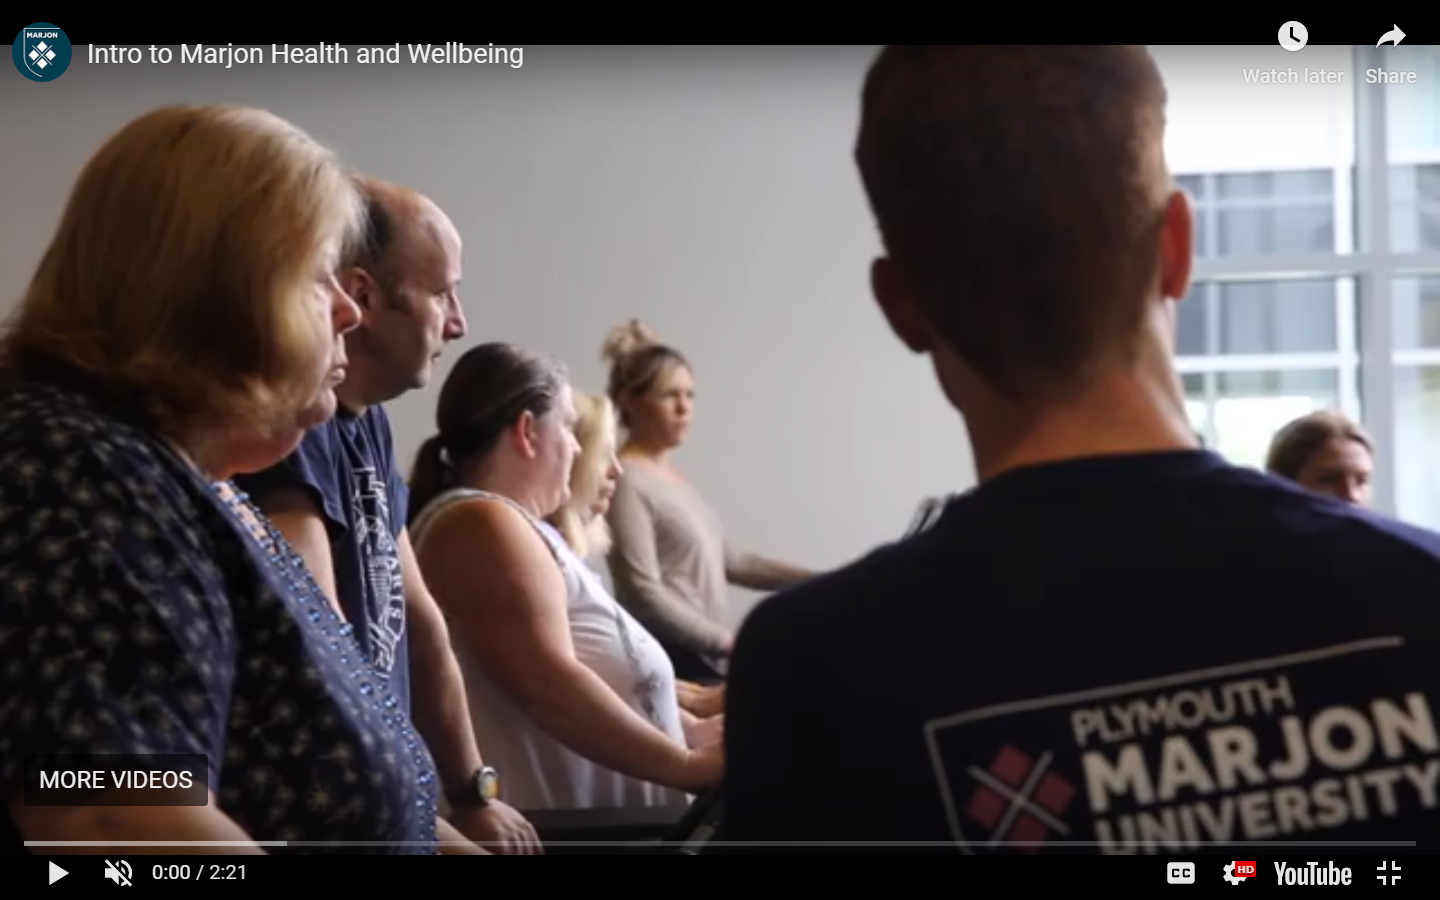 MARJON
Intro to Marjon Health and Wellbeing
Watch later
Share
PLYMOUTH
MARJON
UNIVERSITY
MORE VIDEOS
0:00 / 2:21
CC
HD
YouTube